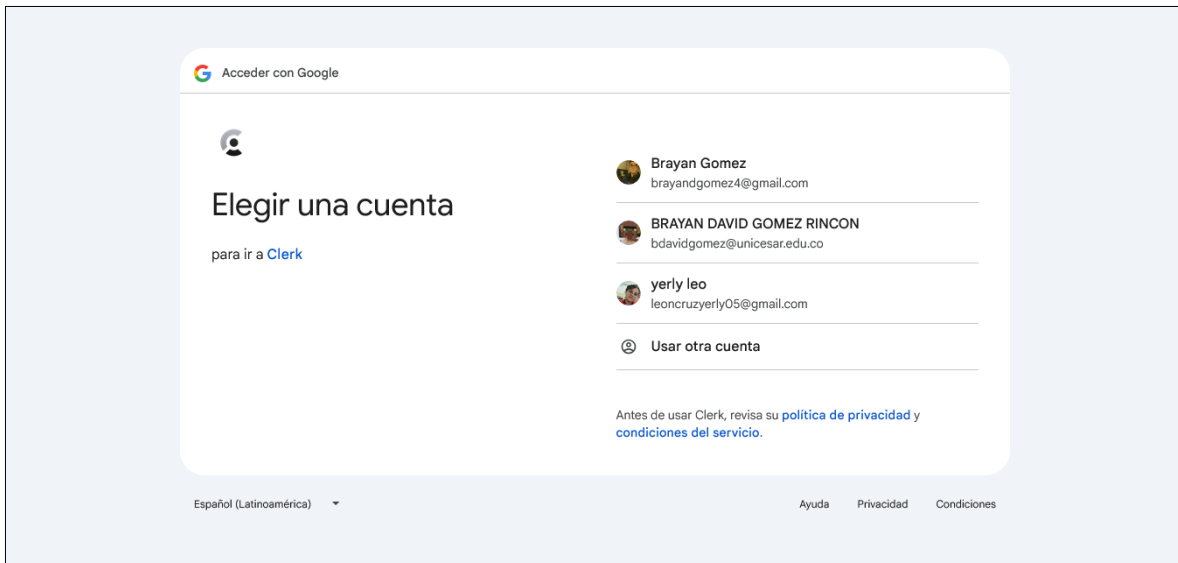 Acceder con Google
Elegir una cuenta
para ir a Clerk
Brayan Gomez
brayandgomez4@gmail.com
BRAYAN DAVID GOMEZ RINCON
bdavidgomez@unicesar.edu.co
yerly leo
leoncruzyerly05@gmail.com
Usar otra cuenta
Antes de usar Clerk, revisa su política de privacidad y
condiciones del servicio.
Español (Latinoamérica)
Ayuda Privacidad Condiciones